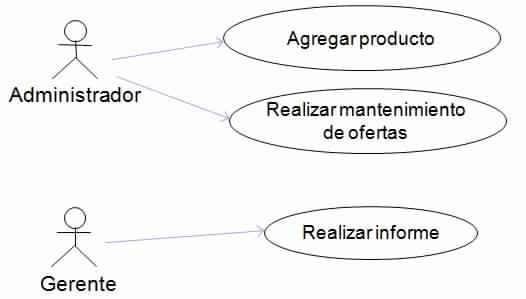 Agregar producto
Administrador
Realizar mantenimiento
de ofertas
Realizar informe
Gerente